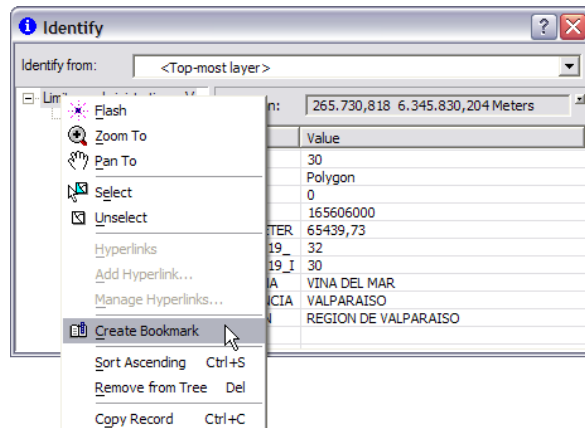 Identify
Identify from: <Top-most layer>
265.730,818 6.345.830,204 Meters
Flash
Zoom To
Pan To
Select
Unselect
Hyperlinks
Add Hyperlink...
Manage Hyperlinks...
Create Bookmark
Sort Ascending Ctrl+S
Remove from Tree Del
Copy Record Ctrl+C
Value
30
Polygon
0
165606000
65439,73
32
30
VINA DEL MAR
VALPARAISO
REGION DE VALPARAISO